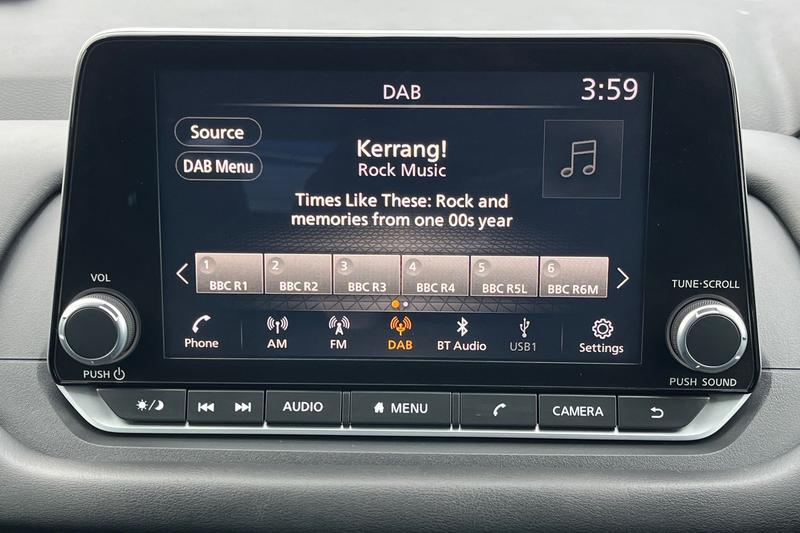 DAB
3:59
Source
DAB Menu
Kerrang!
Rock Music
Times Like These: Rock and
memories from one 00s year
1
BBC R1
2
BBC R2
3
BBC R3
4
BBC R4
5
BBC R5L
6
BBC R6M
Phone
AM
FM
DAB
BT Audio
USB1
Settings
VOL
PUSH
TUNE·SCROLL
PUSH SOUND
AUDIO
MENU
CAMERA